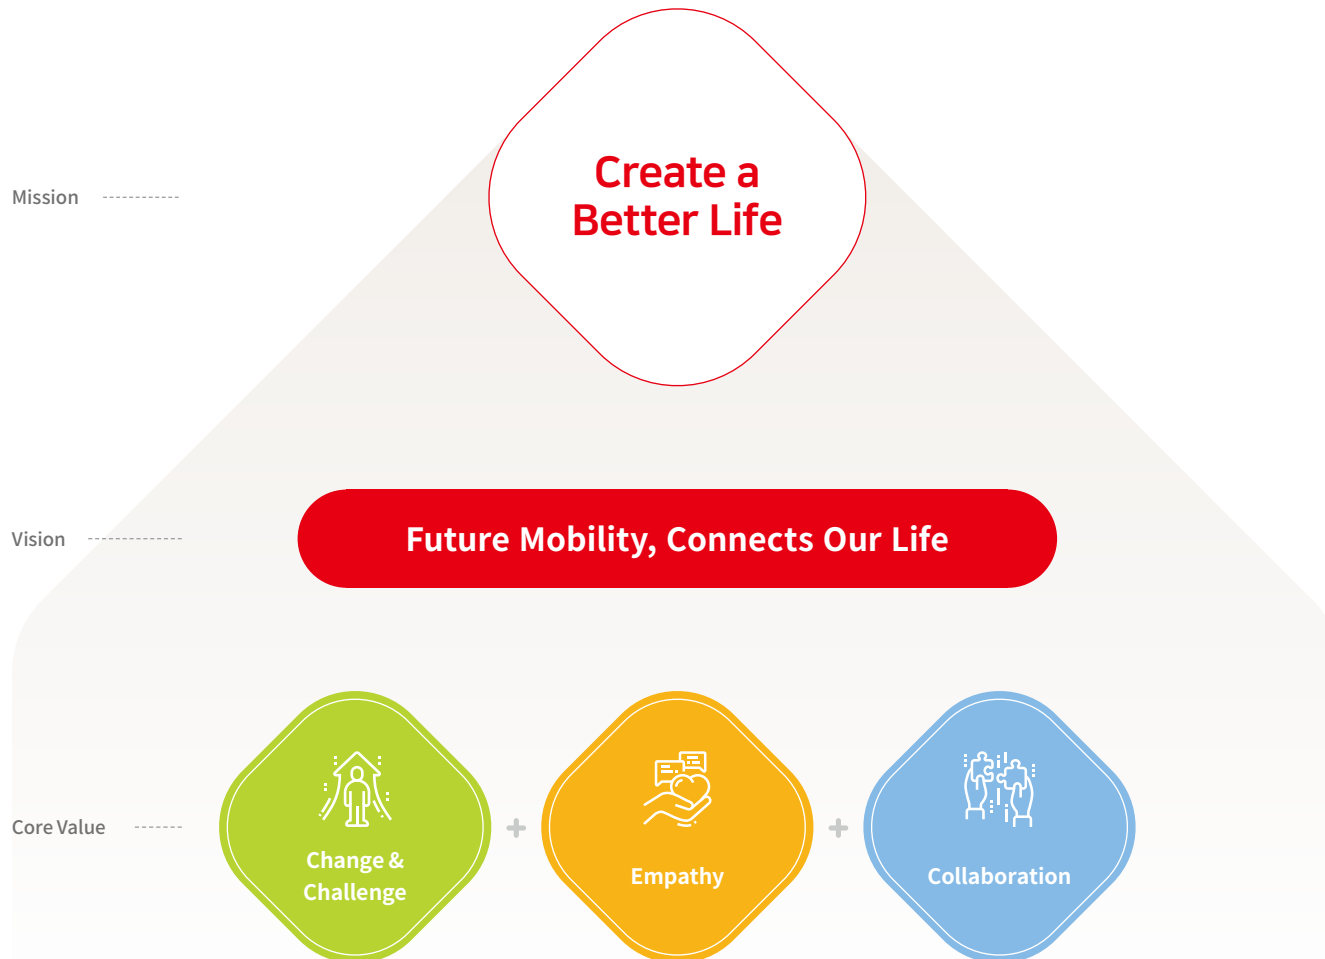 Mission
Create a
Better Life
Vision
Future Mobility, Connects Our Life
Core Value
Change &
Challenge
Empathy
Collaboration